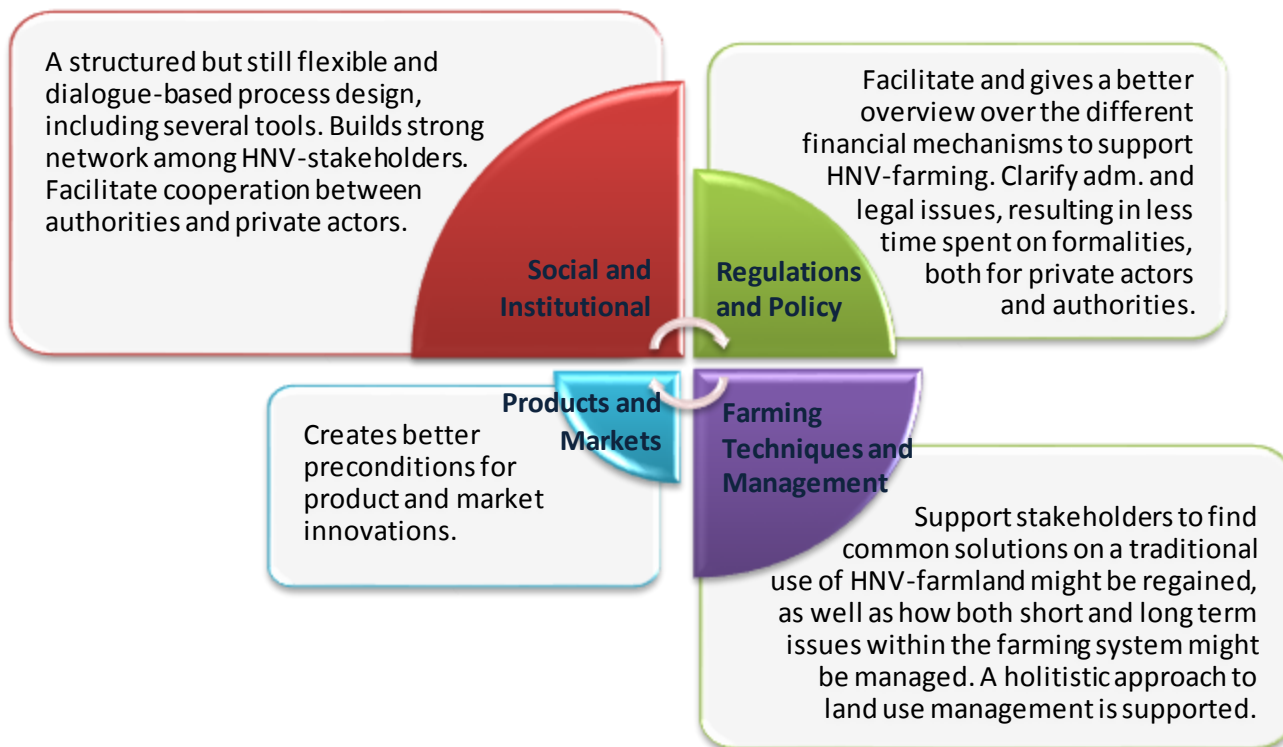 A structured but still flexible and
dialogue-based process design,
including several tools. Builds strong
network among HNV-stakeholders.
Facilitate cooperation between
authorities and private actors.
Social and
Institutional
Facilitate and gives a better
overview over the different
financial mechanisms to support
HNV-farming. Clarify adm. and
legal issues, resulting in less
time spent on formalities,
both for private actors
and authorities.
Regulations
and Policy
Creates better
preconditions for
product and market
innovations.
Products and
Markets
Farming
Techniques and
Management
Support stakeholders to find
common solutions on a traditional
use of HNV-farmland might be regained,
as well as how both short and long term
issues within the farming system might
be managed. A holitistic approach to
land use management is supported.